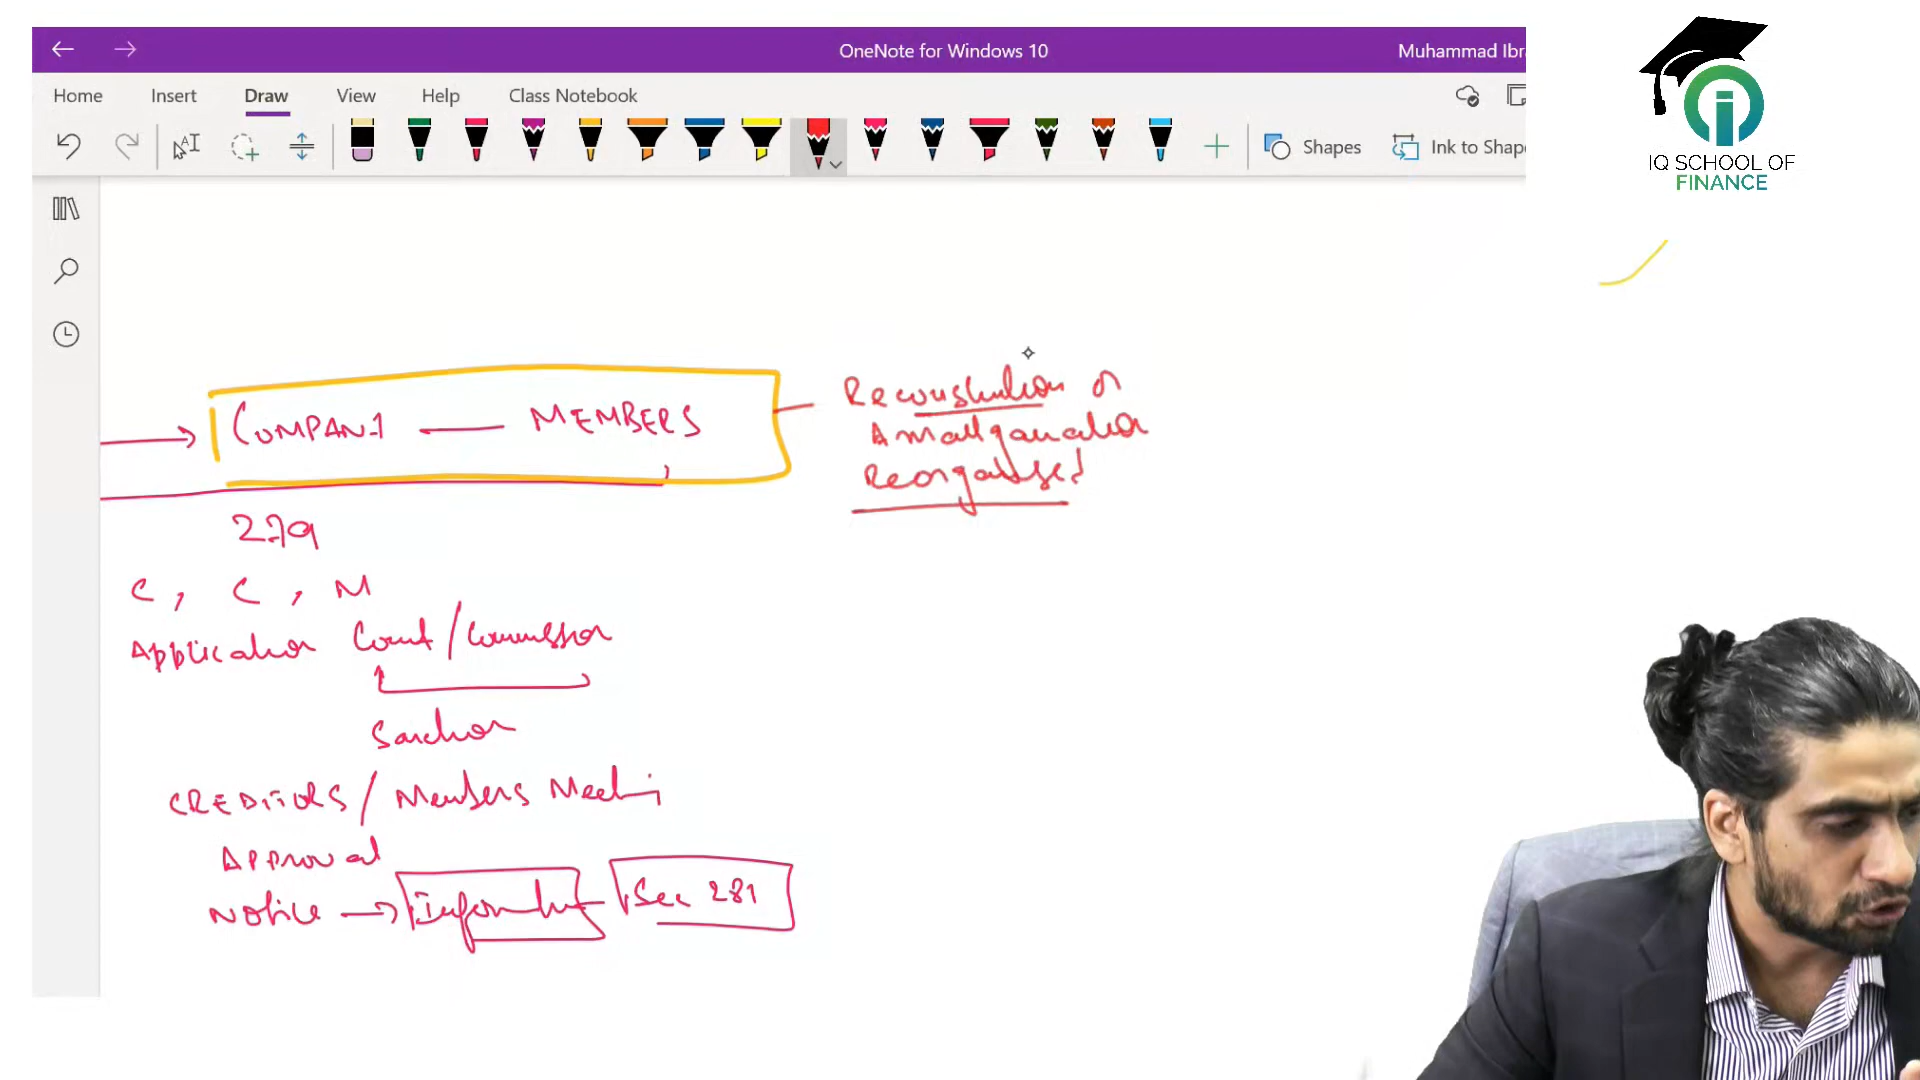 OneNote for Windows 10
Muhammad Ibr
Home Insert Draw View Help Class Notebook
Shapes
Ink to Shap
IQ SCHOOL OF
FINANCE
COMPANY — MEMBERS
Reconstruction or
Amallgamation
Reorganised
279
C, C, M
Application Court/Commission
Sanction
CREDITORS/ Members Meeting
Approval
Notice → Sec 281